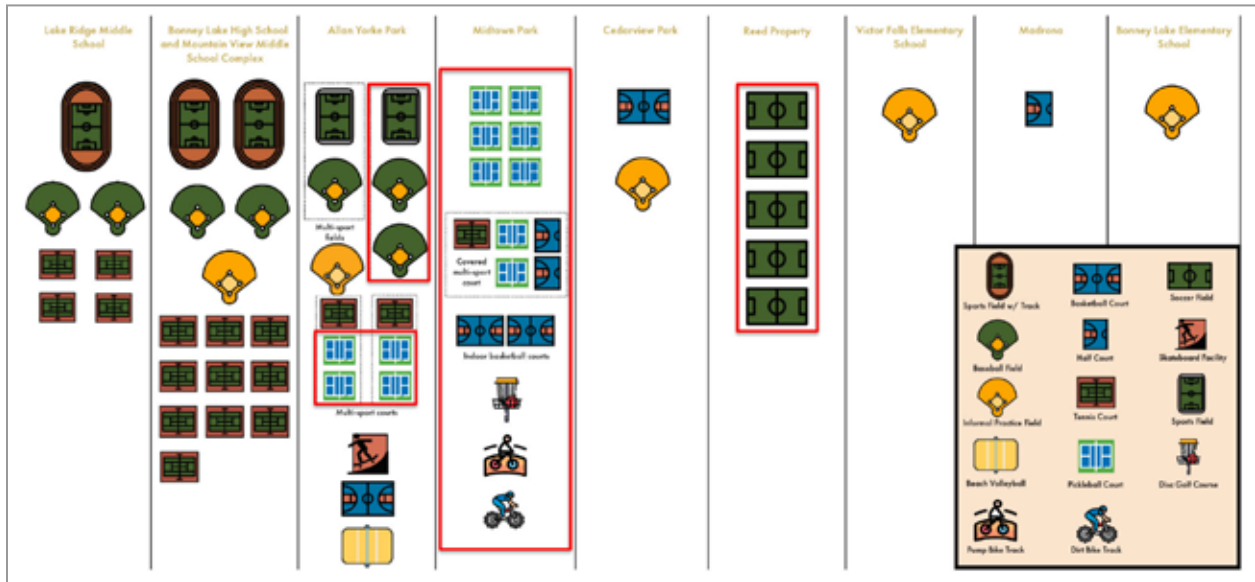 Lake Ridge Middle
School
Bonney Lake High School
and Mountain View Middle
School Complex
Allan Yorke Park
Midtown Park
Cedarview Park
Reed Property
Victor Falls Elementary
School
Madrona
Bonney Lake Elementary
School
Multi-sport
fields
Covered
multi-sport
court
Indoor basketball courts
Multi-sport courts
Sports Field w/ Track
Basketball Court
Soccer Field
Baseball Field
Half Court
Skateboard Facility
Informal Practice Field
Tennis Court
Sports Field
Beach Volleyball
Pickleball Court
Disc Golf Course
Pump Bike Track
Dirt Bike Track